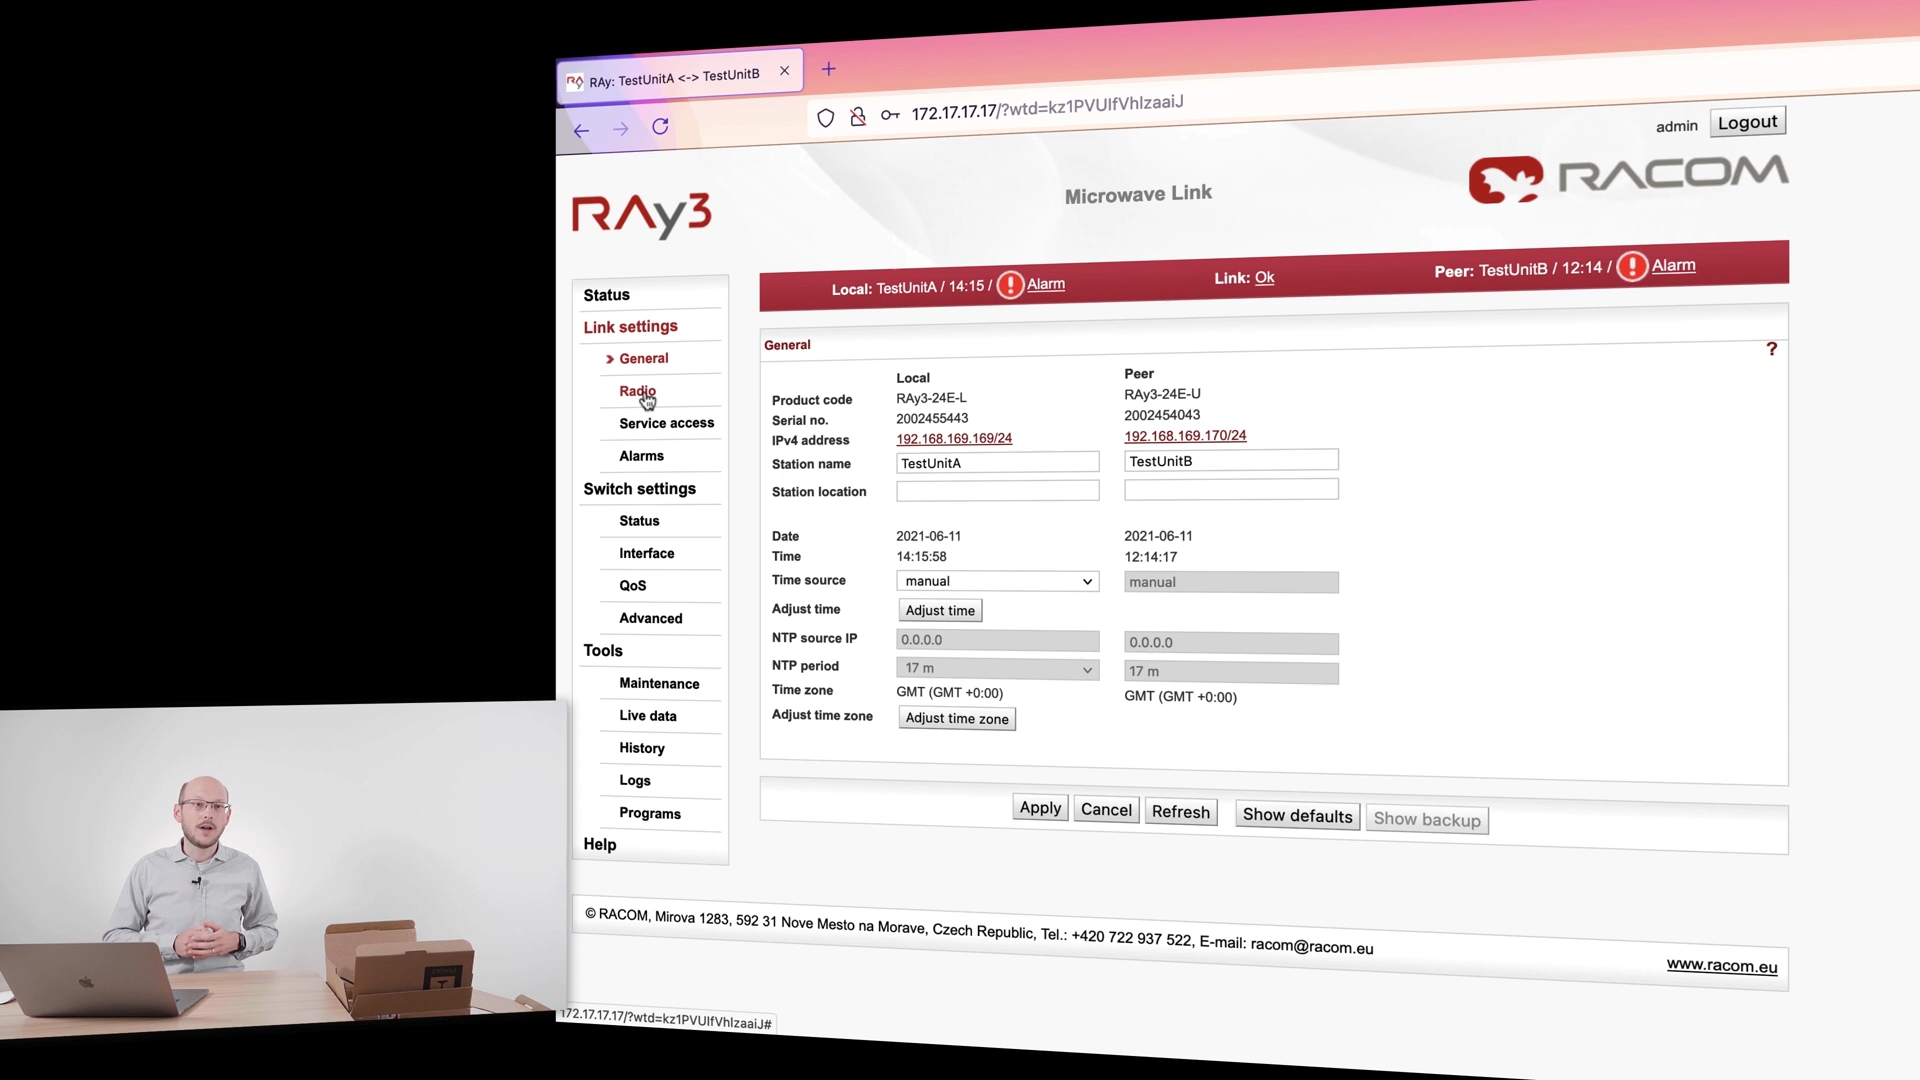 RAy: TestUnitA <-> TestUnitB
172.17.17.17/?wtd=kz1PVUIfVhIzaaiJ
admin Logout
RAy3
Microwave Link
RACOM
Local: TestUnitA / 14:15 / ! Alarm Link: Ok Peer: TestUnitB / 12:14 / ! Alarm
Status
Link settings
General
Radio
Service access
Alarms
Switch settings
Status
Interface
QoS
Advanced
Tools
Maintenance
Live data
History
Logs
Programs
Help
General ?
Local Peer
Product code RAy3-24E-L RAy3-24E-U
Serial no. 2002455443 2002454043
IPv4 address 192.168.169.169/24 192.168.169.170/24
Station name TestUnitA TestUnitB
Station location
Date 2021-06-11 2021-06-11
Time 14:15:58 12:14:17
Time source manual manual
Adjust time Adjust time
NTP source IP 0.0.0.0 0.0.0.0
NTP period 17 m 17 m
Time zone GMT (GMT +0:00) GMT (GMT +0:00)
Adjust time zone Adjust time zone
Apply Cancel Refresh Show defaults Show backup
© RACOM, Mirova 1283, 592 31 Nove Mesto na Morave, Czech Republic, Tel.: +420 722 937 522, E-mail: racom@racom.eu
www.racom.eu
172.17.17.17/?wtd=kz1PVUIfVhIzaaiJ#